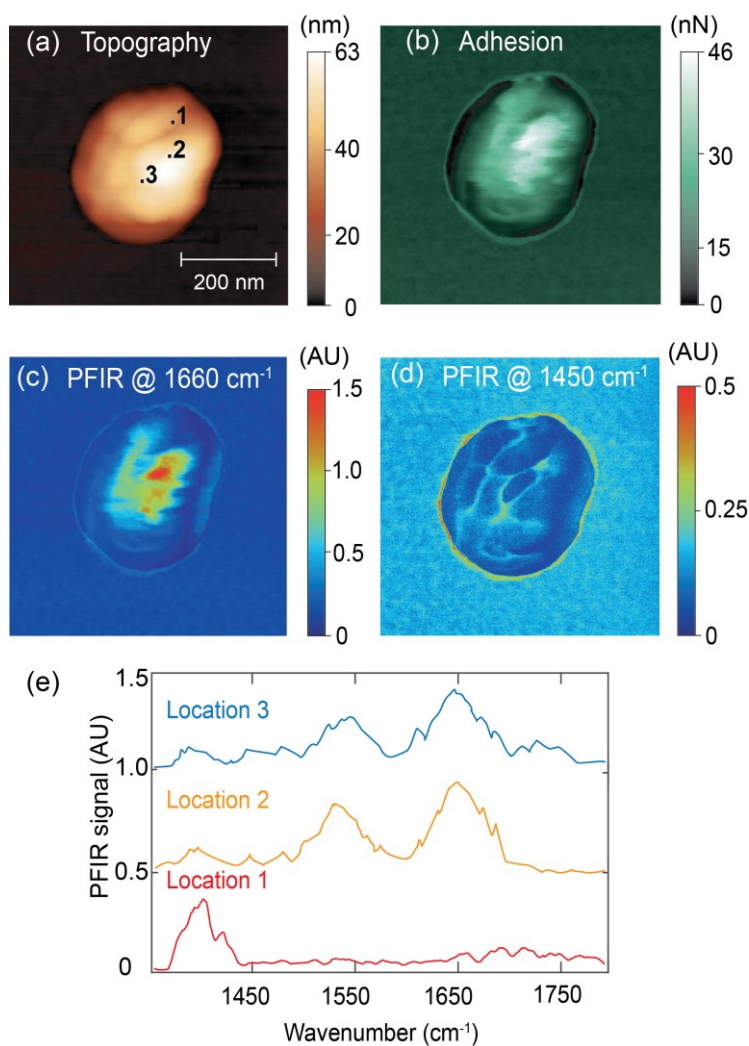 (a) Topography
(nm)
63
40
20
0
.1
.2
.3
200 nm
(b) Adhesion
(nN)
46
30
15
0
(c) PFIR @ 1660 cm⁻¹
(AU)
1.5
1.0
0.5
0
(d) PFIR @ 1450 cm⁻¹
(AU)
0.5
0.25
0
(e)
1.5
1.0
0.5
0
PFIR signal (AU)
Location 3
Location 2
Location 1
1450 1550 1650 1750
Wavenumber (cm⁻¹)